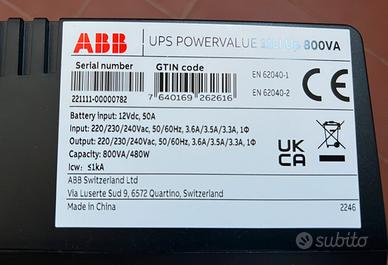 ABB UPS POWERVALUE 800VA
Serial number GTIN code
221111-00000782
7 640169 262616
EN 62040-1
EN 62040-2
CE
Battery input: 12Vdc, 50A
Input: 220/230/240Vac, 50/60Hz, 3.6A/3.5A/3.3A, 1Φ
Output: 220/230/240Vac, 50/60Hz, 3.6A/3.5A/3.3A, 1Φ
Capacity: 800VA/480W
Icw: ≤1kA
UK
CA
ABB Switzerland Ltd
Via Luserte Sud 9, 6572 Quartino, Switzerland
Made in China
2246
subito